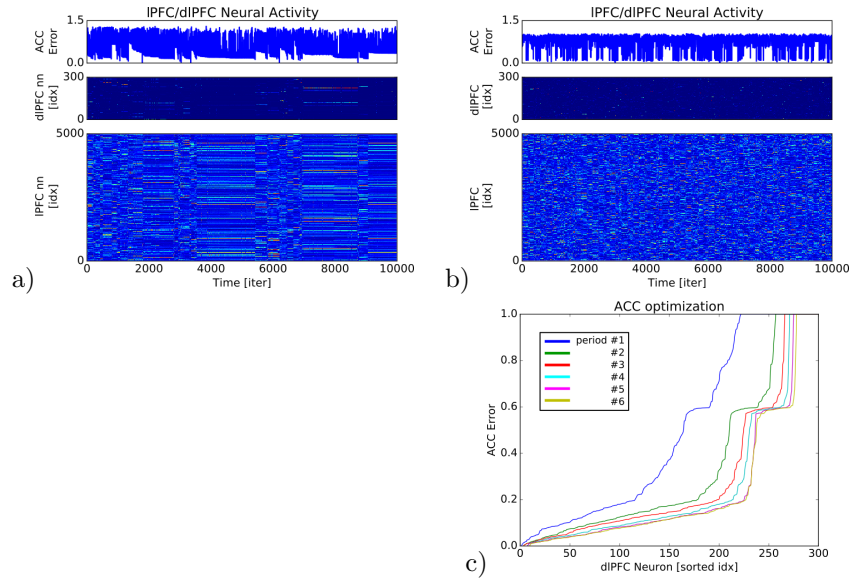 lPFC/dlPFC Neural Activity
1.5
0.0
ACC
Error
300
0
dlPFC nn
[idx]
5000
0
lPFC nn
[idx]
0 2000 4000 6000 8000 10000
Time [iter]
a)
lPFC/dlPFC Neural Activity
1.5
0.0
ACC
Error
300
0
dlPFC
[idx]
5000
0
lPFC
[idx]
0 2000 4000 6000 8000 10000
Time [iter]
b)
ACC optimization
1.0
0.8
0.6
0.4
0.2
0.0
ACC Error
period #1
#2
#3
#4
#5
#6
0 50 100 150 200 250 300
dlPFC Neuron [sorted idx]
c)